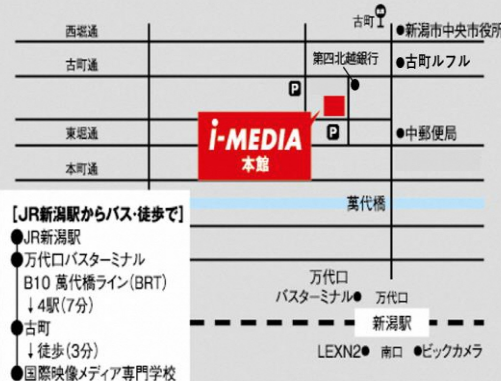 古町
西堀通
●新潟市中央市役所
第四北越銀行
古町通
●古町ルフル
P
i-MEDIA
本館
P
東堀通
●中郵便局
本町通
萬代橋
[JR新潟駅からバス・徒歩で]
●JR新潟駅
●万代口バスターミナル
B10 萬代橋ライン(BRT)
↓4駅(7分)
●古町
↓徒歩(3分)
●国際映像メディア専門学校
万代口
バスターミナル●
万代口
新潟駅
LEXN2● 南口 ●ビックカメラ